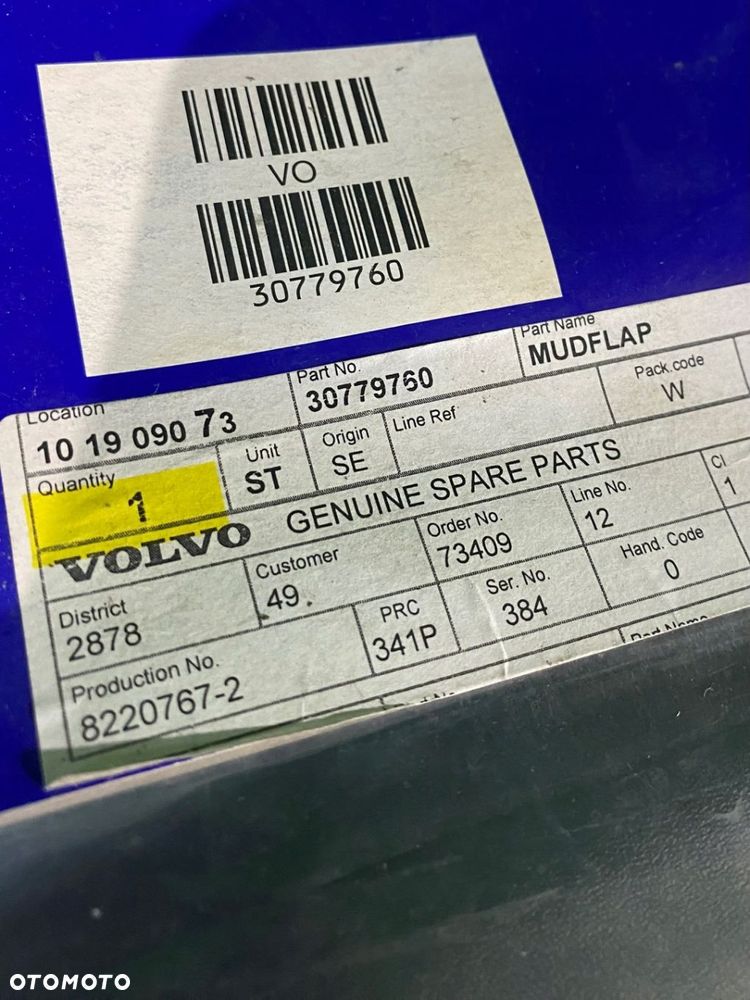 VO
30779760
Location
10 19 090 73
Part No.
30779760
Part Name
MUDFLAP
Quantity
1
Unit
ST
Origin
SE
Line Ref
Pack.code
W
VOLVO GENUINE SPARE PARTS
District
2878
Customer
49.
Order No.
73409
Line No.
12
Cl
1
Production No.
8220767-2
PRC
341P
Ser. No.
384
Hand. Code
0
Part Name
OTOMOTO